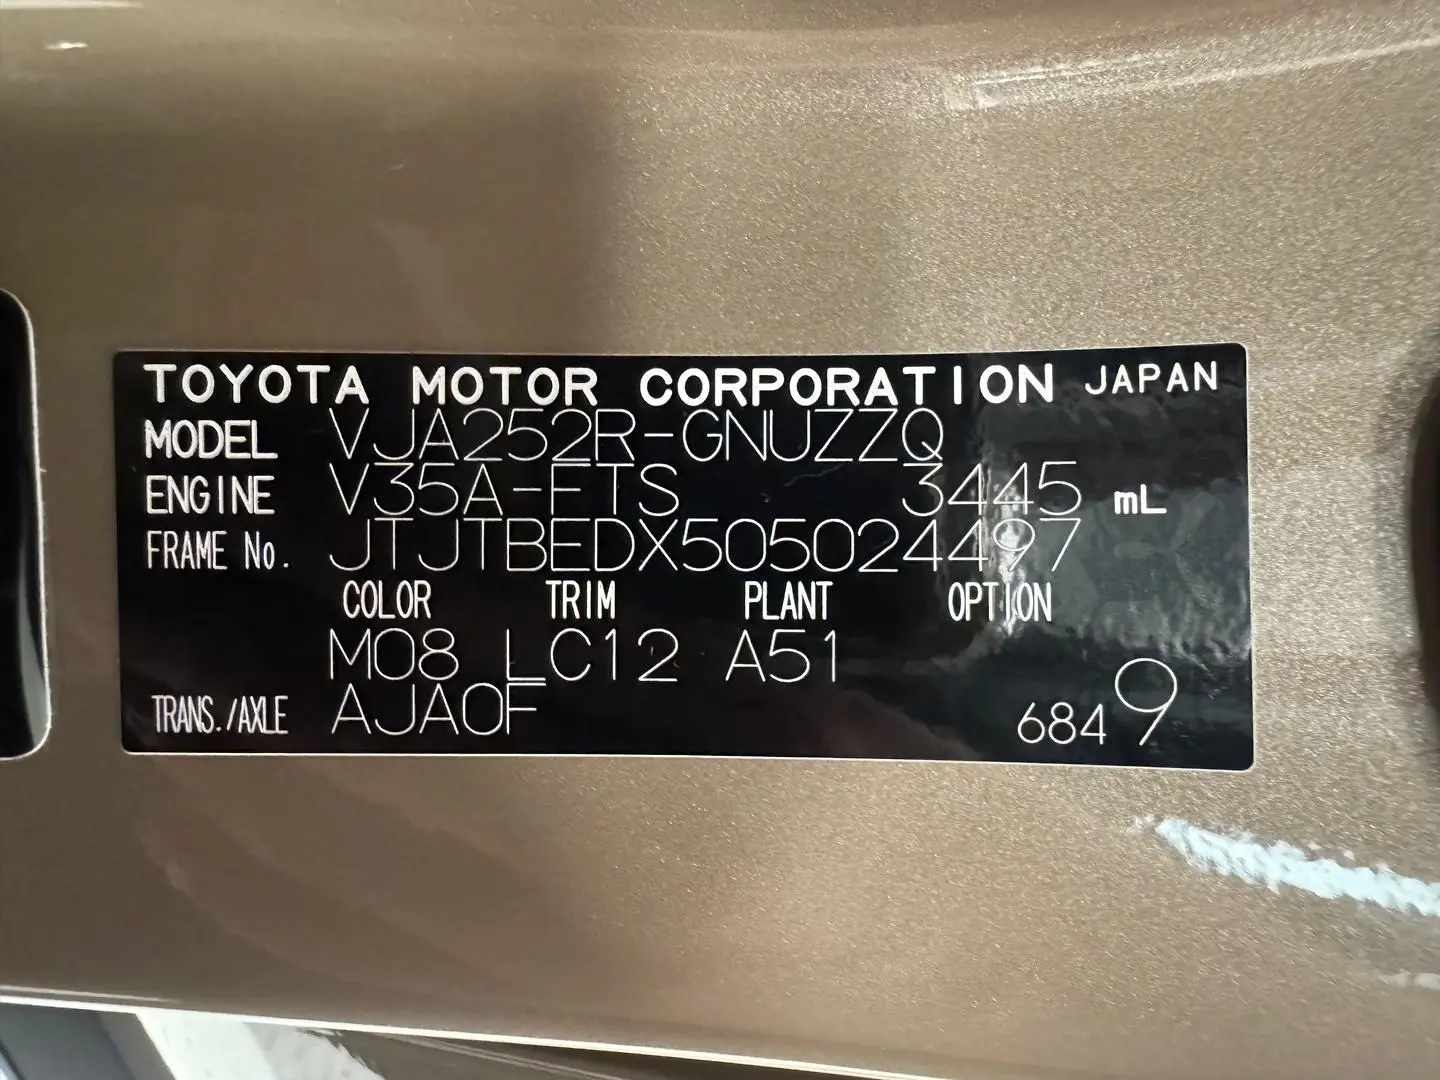 TOYOTA MOTOR CORPORATION JAPAN
MODEL VJA252R-GNUZZQ
ENGINE V35A-FTS 3445 mL
FRAME No. JTJTBEDX505024497
COLOR TRIM PLANT OPTION
M08 LC12 A51
TRANS./AXLE AJA0F 6849